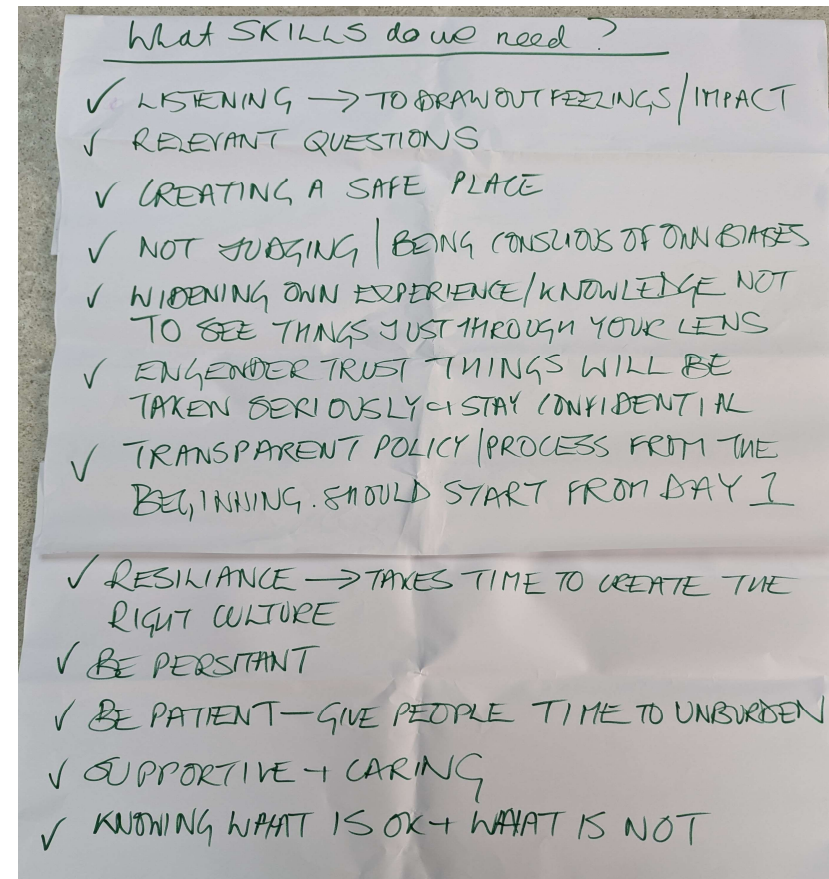 What SKILLS do we need?
✓ LISTENING → TO DRAW OUT FEELINGS/IMPACT
✓ RELEVANT QUESTIONS
✓ CREATING A SAFE PLACE
✓ NOT JUDGING | BEING CONSCIOUS OF OWN BIASES
✓ WIDENING OWN EXPERIENCE/KNOWLEDGE NOT
TO SEE THINGS JUST THROUGH YOUR LENS
✓ ENGENDER TRUST THINGS WILL BE
TAKEN SERIOUSLY + STAY CONFIDENTIAL
✓ TRANSPARENT POLICY/PROCESS FROM THE
BEGINNING. SHOULD START FROM DAY 1
✓ RESILIANCE → TAKES TIME TO CREATE THE
RIGHT CULTURE
✓ BE PERSITANT
✓ BE PATIENT — GIVE PEOPLE TIME TO UNBURDEN
✓ SUPPORTIVE + CARING
✓ KNOWING WHAT IS OK + WHAT IS NOT